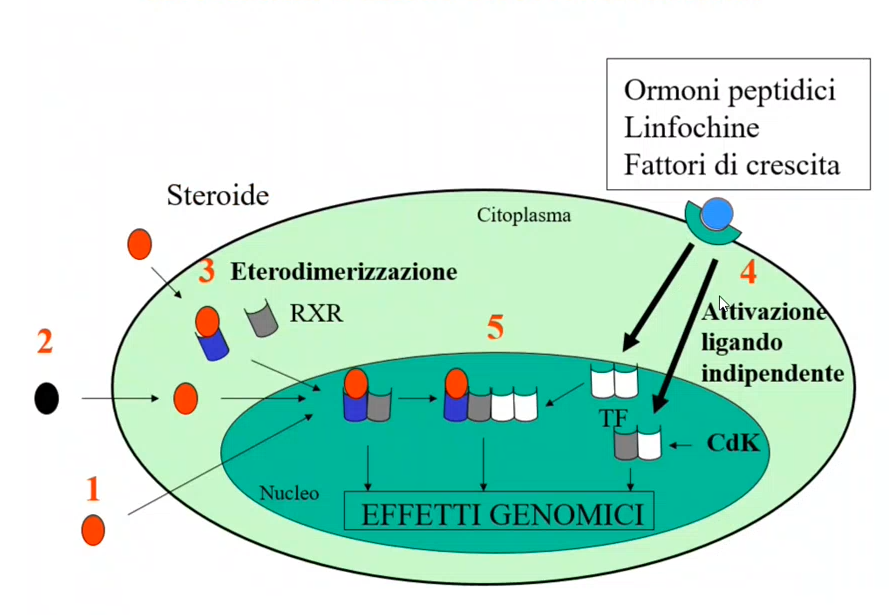 Ormoni peptidici
Linfochine
Fattori di crescita
Steroide
Citoplasma
3
Eterodimerizzazione
4
RXR
Attivazione
ligando
indipendente
5
2
TF
CdK
1
Nucleo
EFFETTI GENOMICI